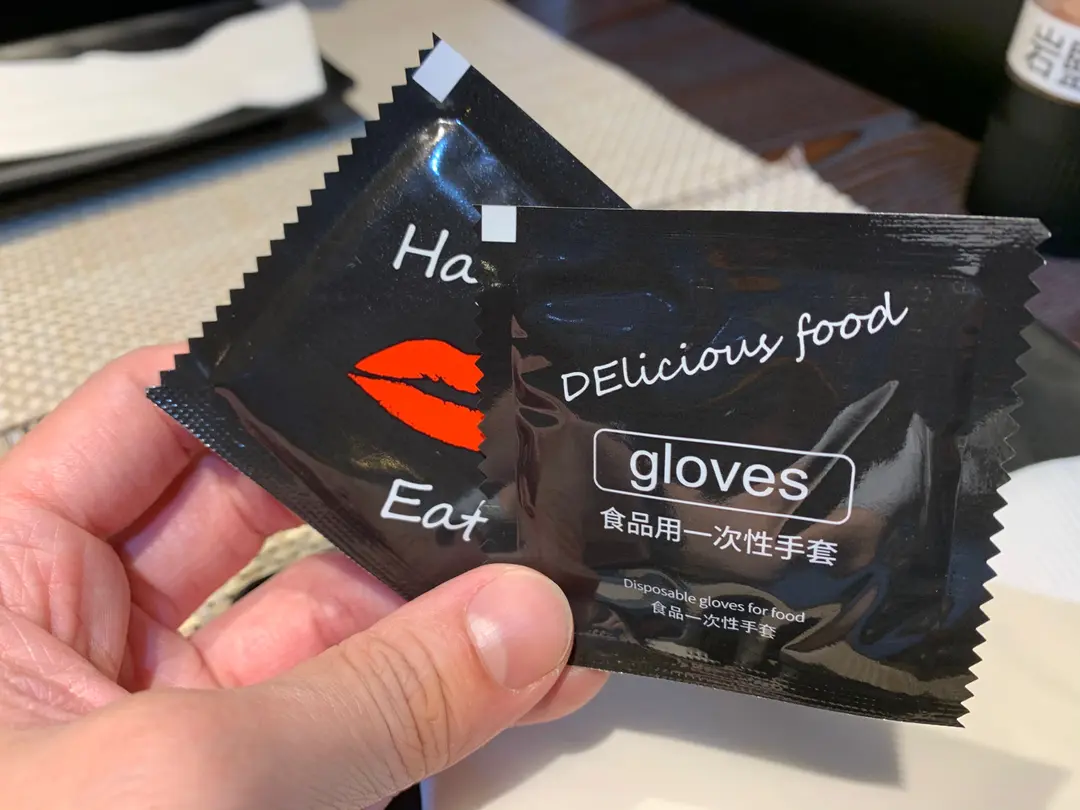 Ha
Eat
DElicious food
gloves
食品用一次性手套
Disposable gloves for food
食品一次性手套